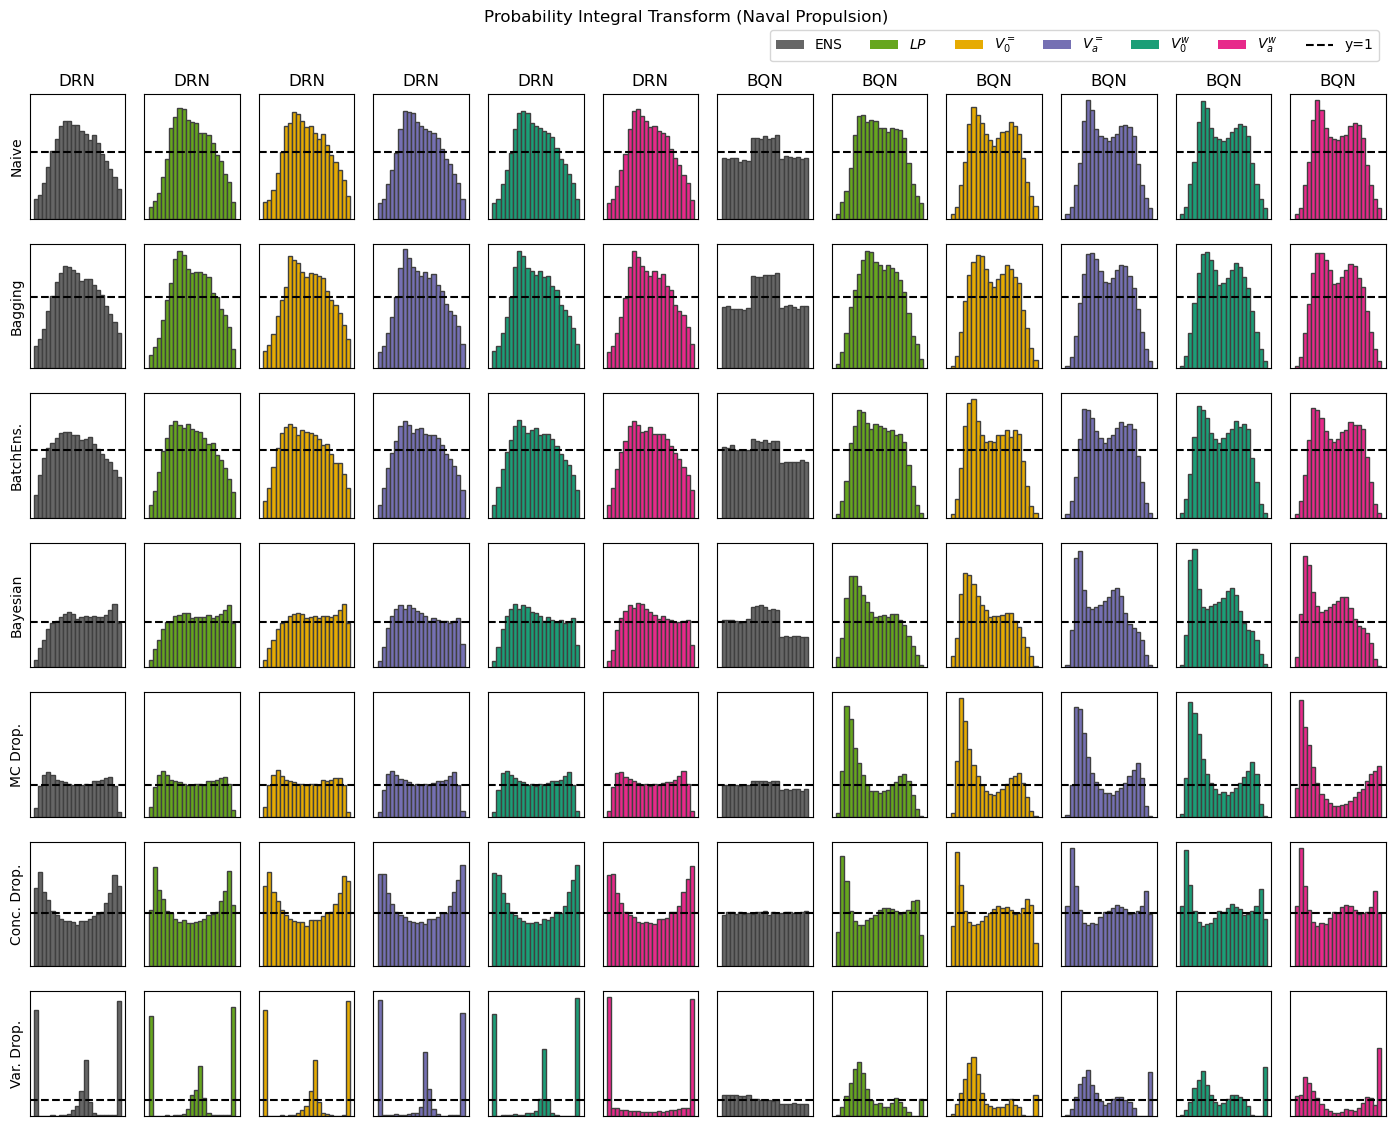 Probability Integral Transform (Naval Propulsion)
ENS LP V₀⁼ Vₐ⁼ V₀ʷ Vₐʷ y=1
DRN DRN DRN DRN DRN DRN BQN BQN BQN BQN BQN BQN
Naive
Bagging
BatchEns.
Bayesian
MC Drop.
Conc. Drop.
Var. Drop.